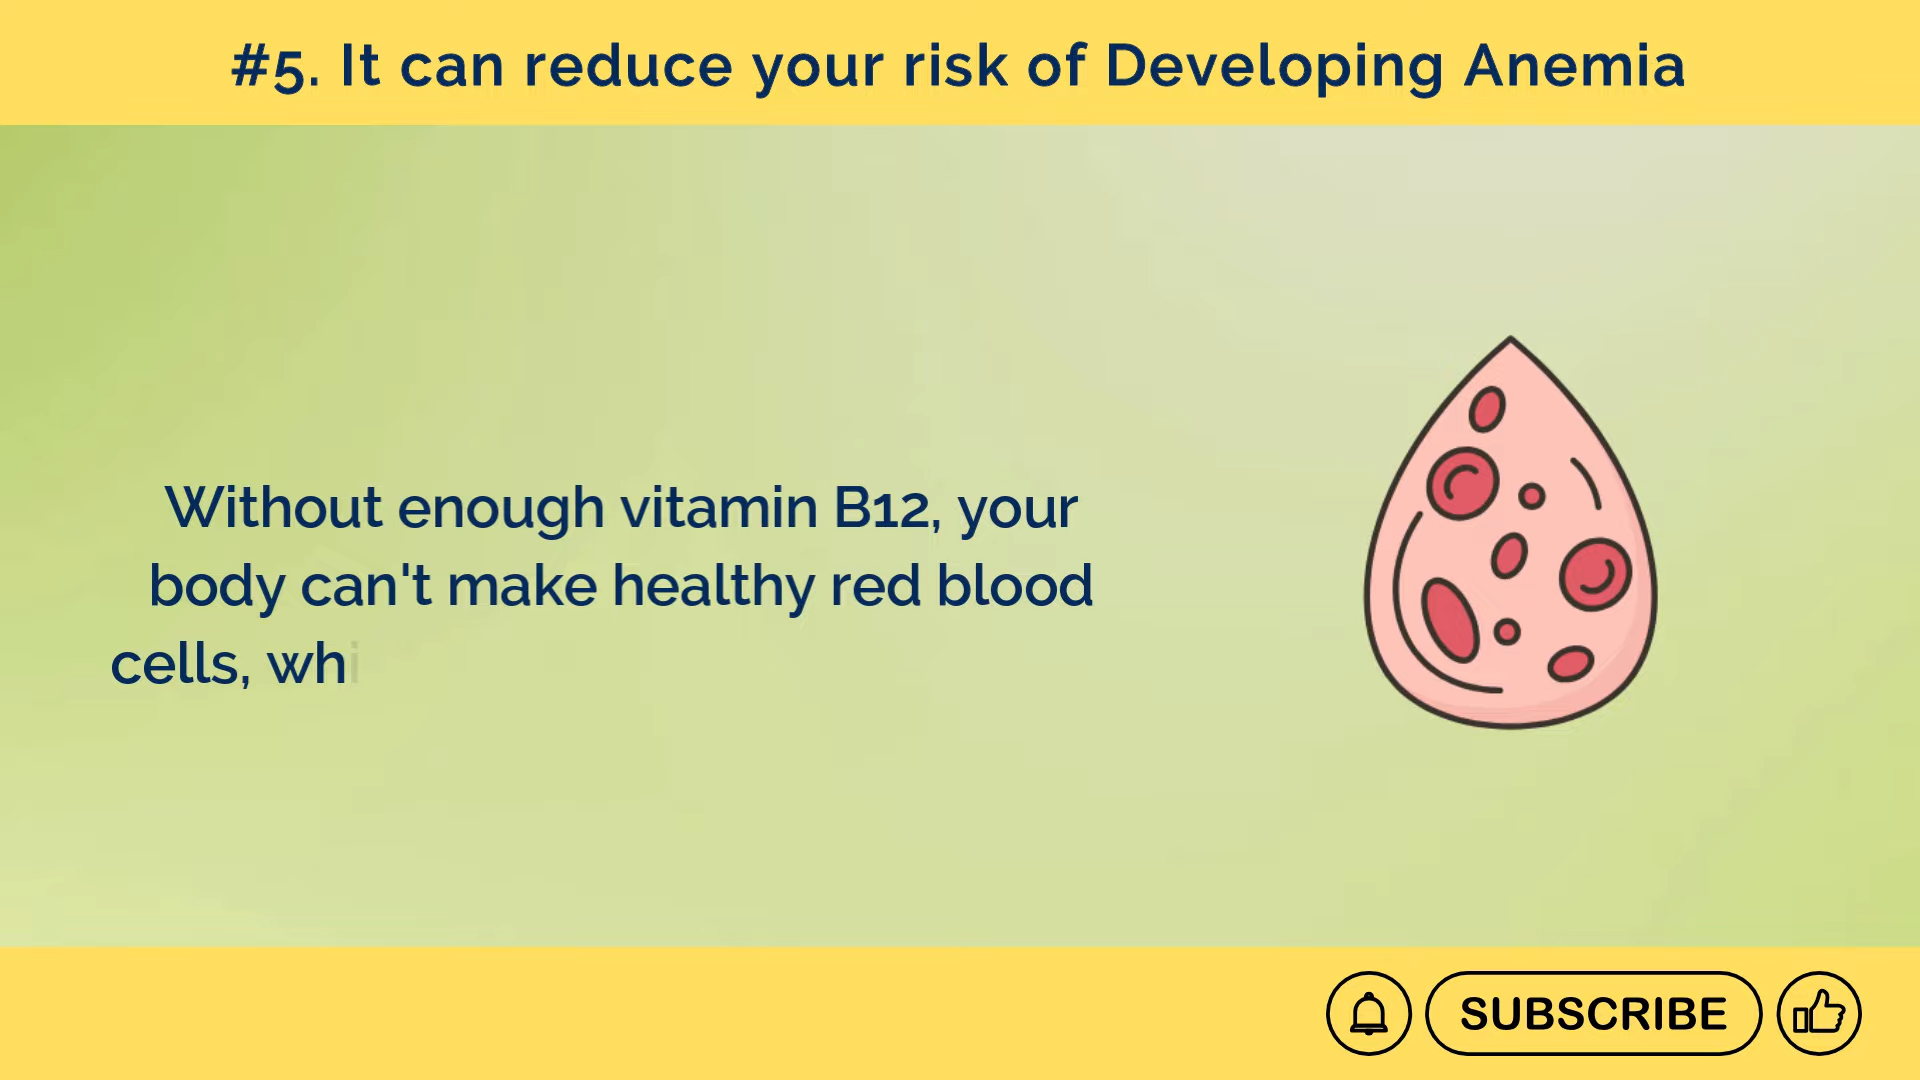 #5. It can reduce your risk of Developing Anemia
Without enough vitamin B12, your
body can't make healthy red blood
cells, whi
SUBSCRIBE